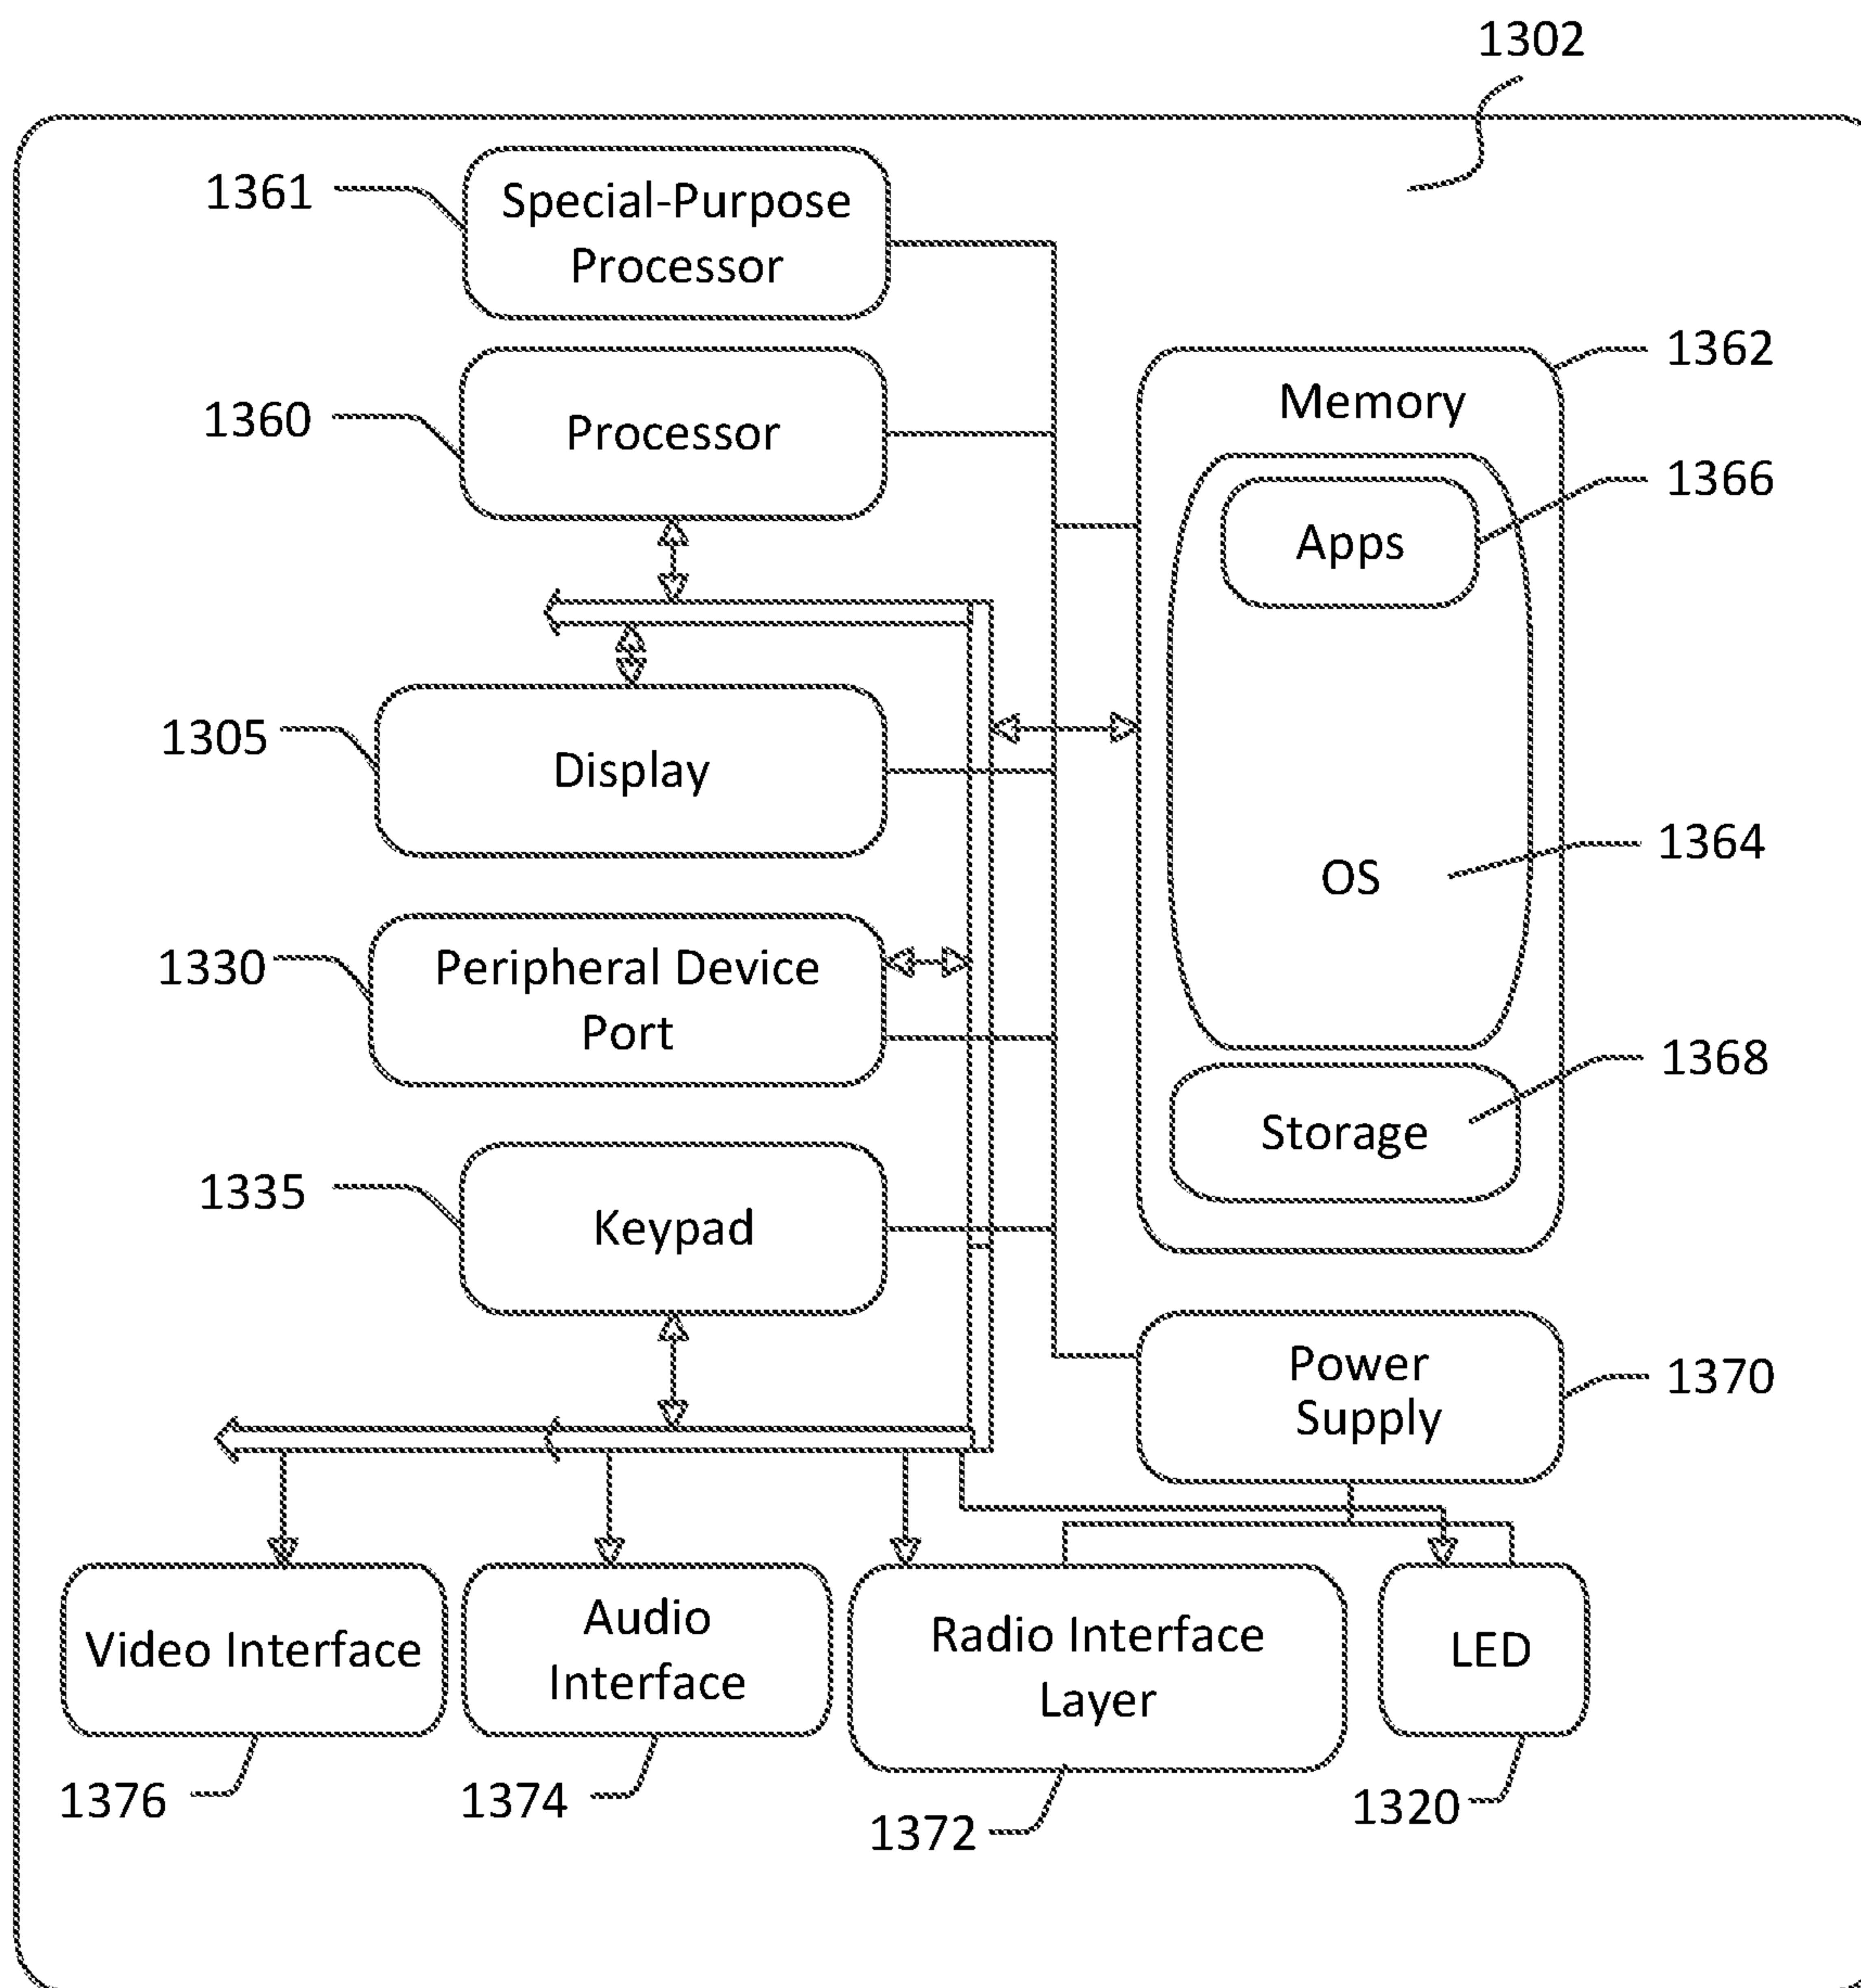 1302
1361
Special-Purpose
Processor
1362
Memory
1360
Processor
1366
Apps
1305
Display
1364
OS
1330
Peripheral Device
Port
1368
Storage
1335
Keypad
Power
Supply
1370
Video Interface
Audio
Interface
Radio Interface
Layer
LED
1376
1374
1372
1320